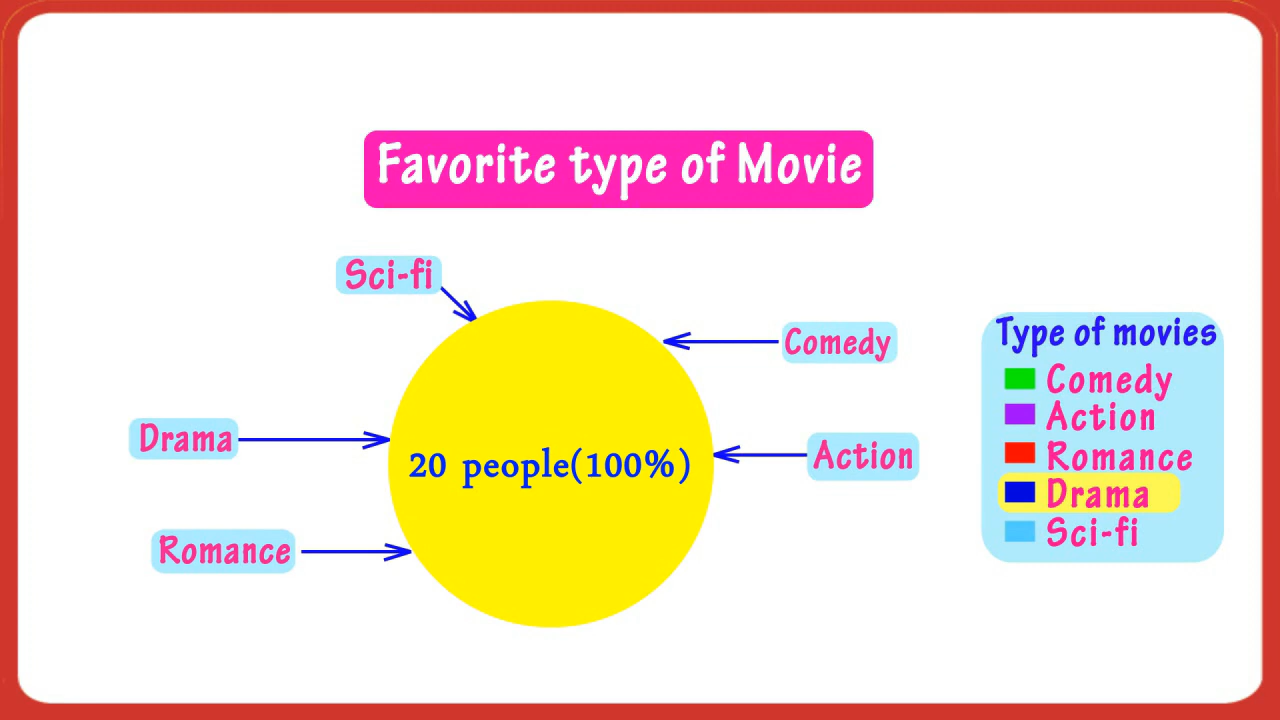 Favorite type of Movie
Sci-fi
Comedy
Drama
20 people(100%)
Action
Romance
Type of movies
Comedy
Action
Romance
Drama
Sci-fi